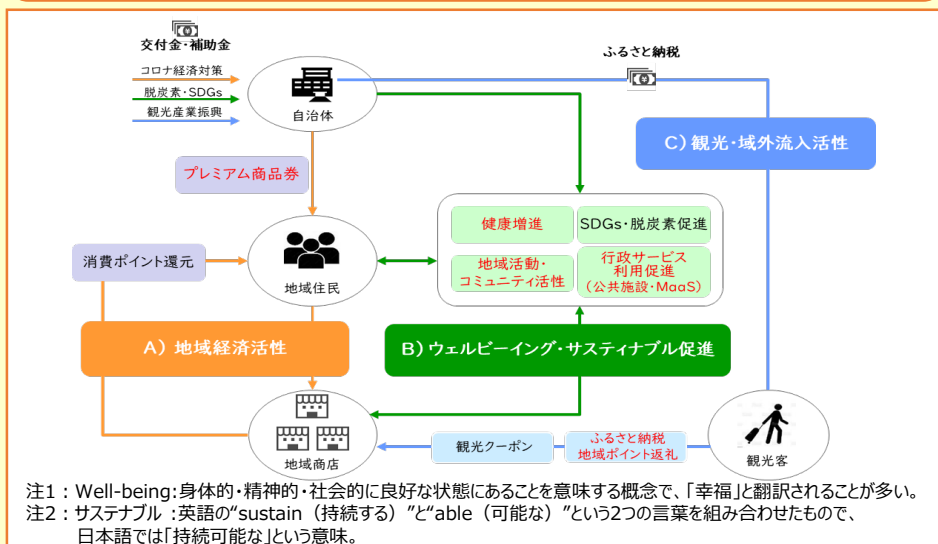 交付金・補助金
コロナ経済対策
脱炭素・SDGs
観光産業振興
自治体
ふるさと納税
C）観光・域外流入活性
プレミアム商品券
健康増進
SDGs・脱炭素促進
地域活動・
コミュニティ活性
行政サービス
利用促進
（公共施設・MaaS）
消費ポイント還元
地域住民
A）地域経済活性
B）ウェルビーイング・サスティナブル促進
地域商店
観光クーポン
ふるさと納税
地域ポイント返礼
観光客
注1：Well-being:身体的・精神的・社会的に良好な状態にあることを意味する概念で、「幸福」と翻訳されることが多い。
注2：サステナブル：英語の“sustain（持続する）”と“able（可能な）”という2つの言葉を組み合わせたもので、
日本語では「持続可能な」という意味。